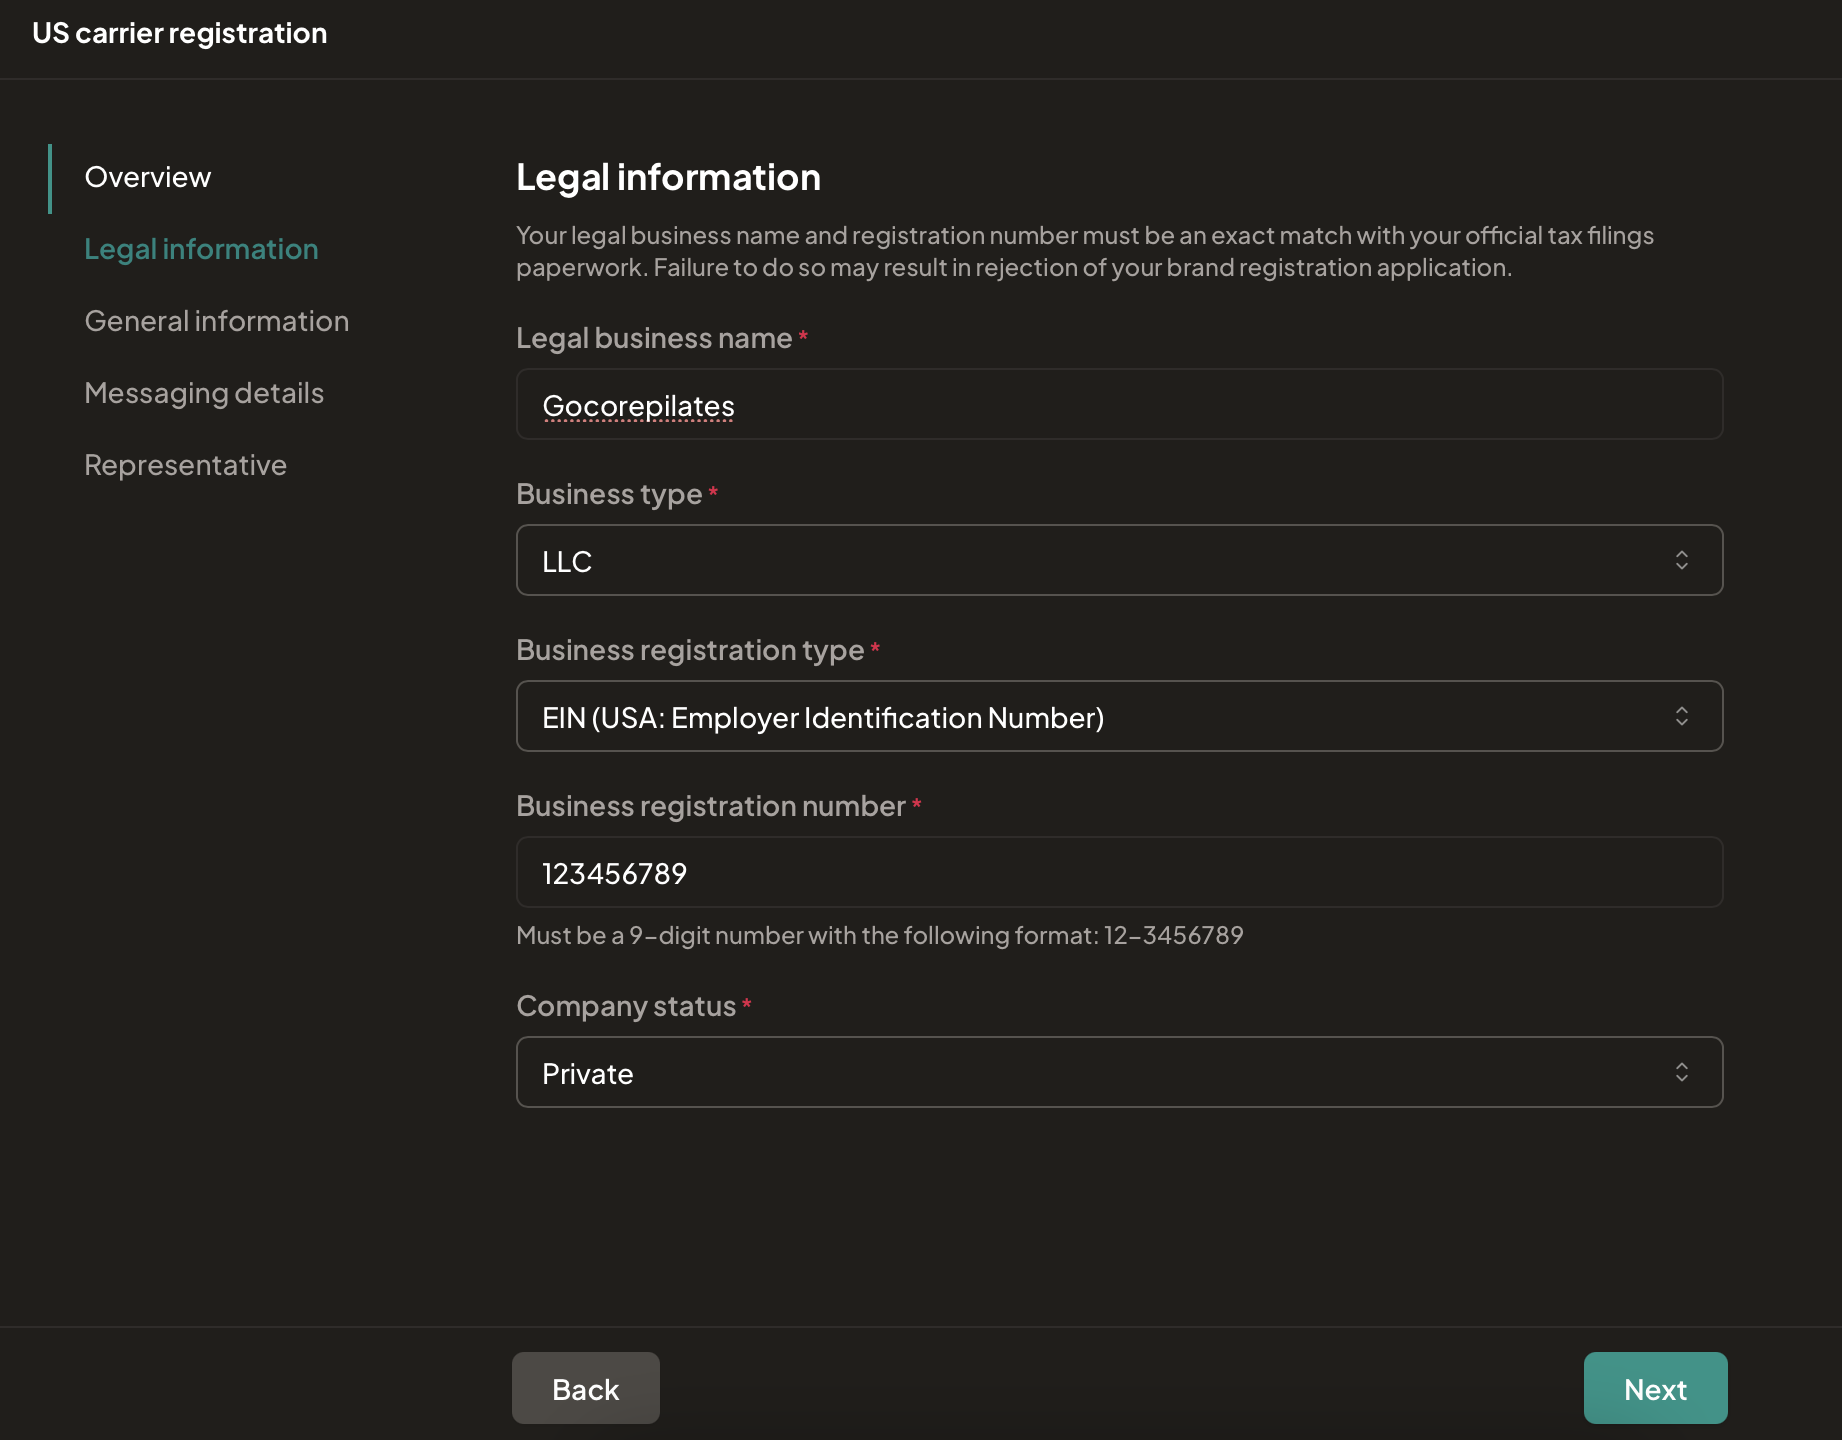 US carrier registration
Overview
Legal information
General information
Messaging details
Representative
Legal information
Your legal business name and registration number must be an exact match with your official tax filings
paperwork. Failure to do so may result in rejection of your brand registration application.
Legal business name *
Gocorepilates
Business type *
LLC
Business registration type *
EIN (USA: Employer Identification Number)
Business registration number *
123456789
Must be a 9-digit number with the following format: 12-3456789
Company status *
Private
Back
Next